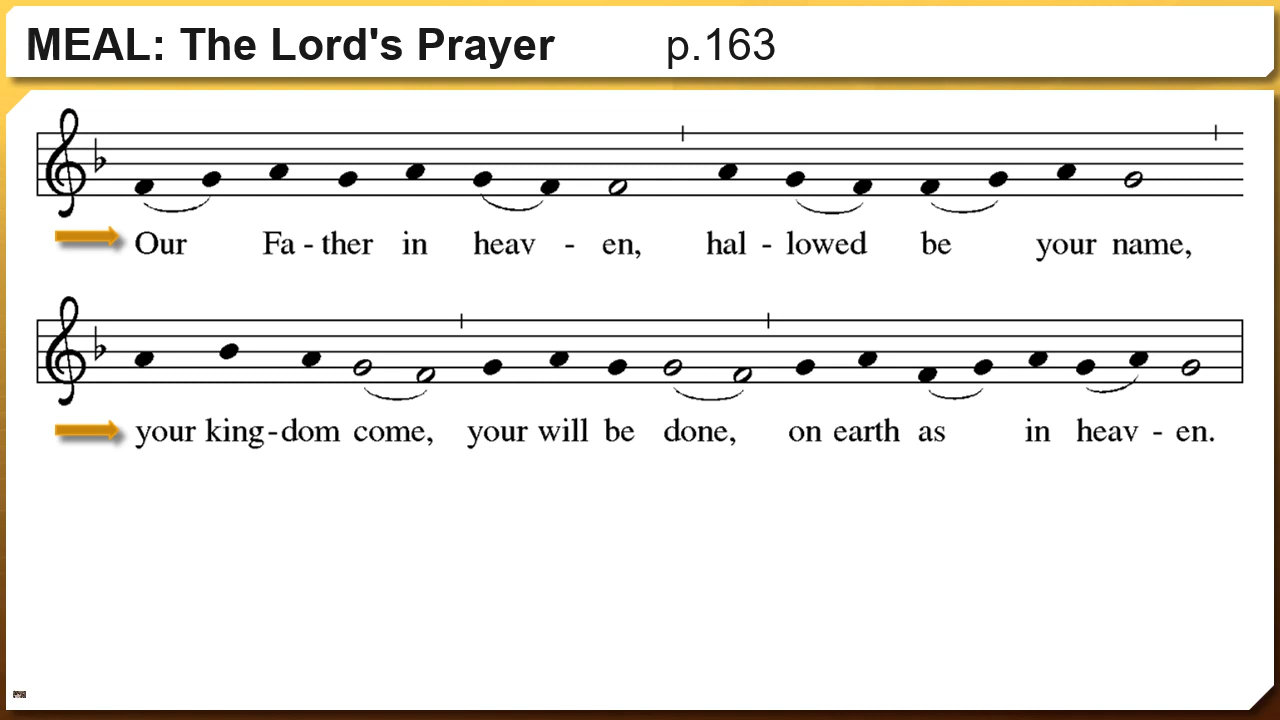 MEAL: The Lord's Prayer p.163
Our Fa - ther in heav - en, hal - lowed be your name,
your king - dom come, your will be done, on earth as in heav - en.